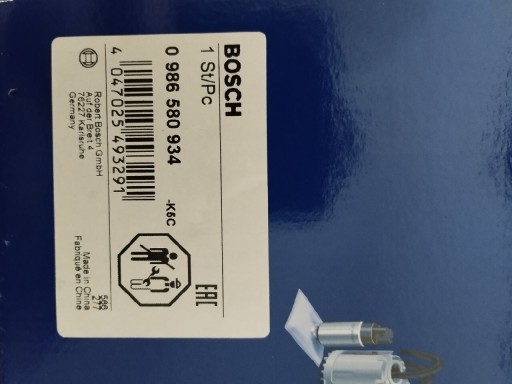 BOSCH
1 St/Pc
0 986 580 934
-K5C
4 047025 493291
EAC
Robert Bosch GmbH
Auf der Breit 4
76227 Karlsruhe
Germany
Made in China
Fabriqué en Chine